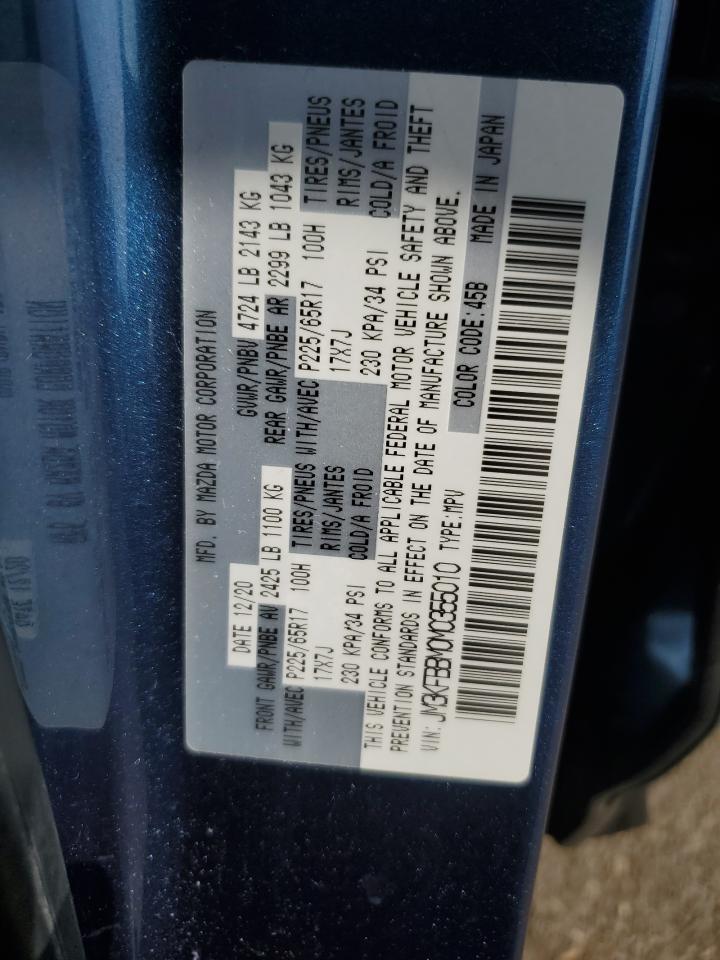 MFD. BY MAZDA MOTOR CORPORATION
DATE 12/20 GVWR/PNBV 4724 LB 2143 KG
FRONT GAWR/PNBE AV 2425 LB 1100 KG REAR GAWR/PNBE AR 2299 LB 1043 KG
WITH/AVEC P225/65R17 100H TIRES/PNEUS WITH/AVEC P225/65R17 100H TIRES/PNEUS
17X7J RIMS/JANTES 17X7J RIMS/JANTES
230 KPA/34 PSI COLD/A FROID 230 KPA/34 PSI COLD/A FROID
THIS VEHICLE CONFORMS TO ALL APPLICABLE FEDERAL MOTOR VEHICLE SAFETY AND THEFT
PREVENTION STANDARDS IN EFFECT ON THE DATE OF MANUFACTURE SHOWN ABOVE.
VIN: JM3KFBBM0M0355010 TYPE:MPV COLOR CODE:45B MADE IN JAPAN